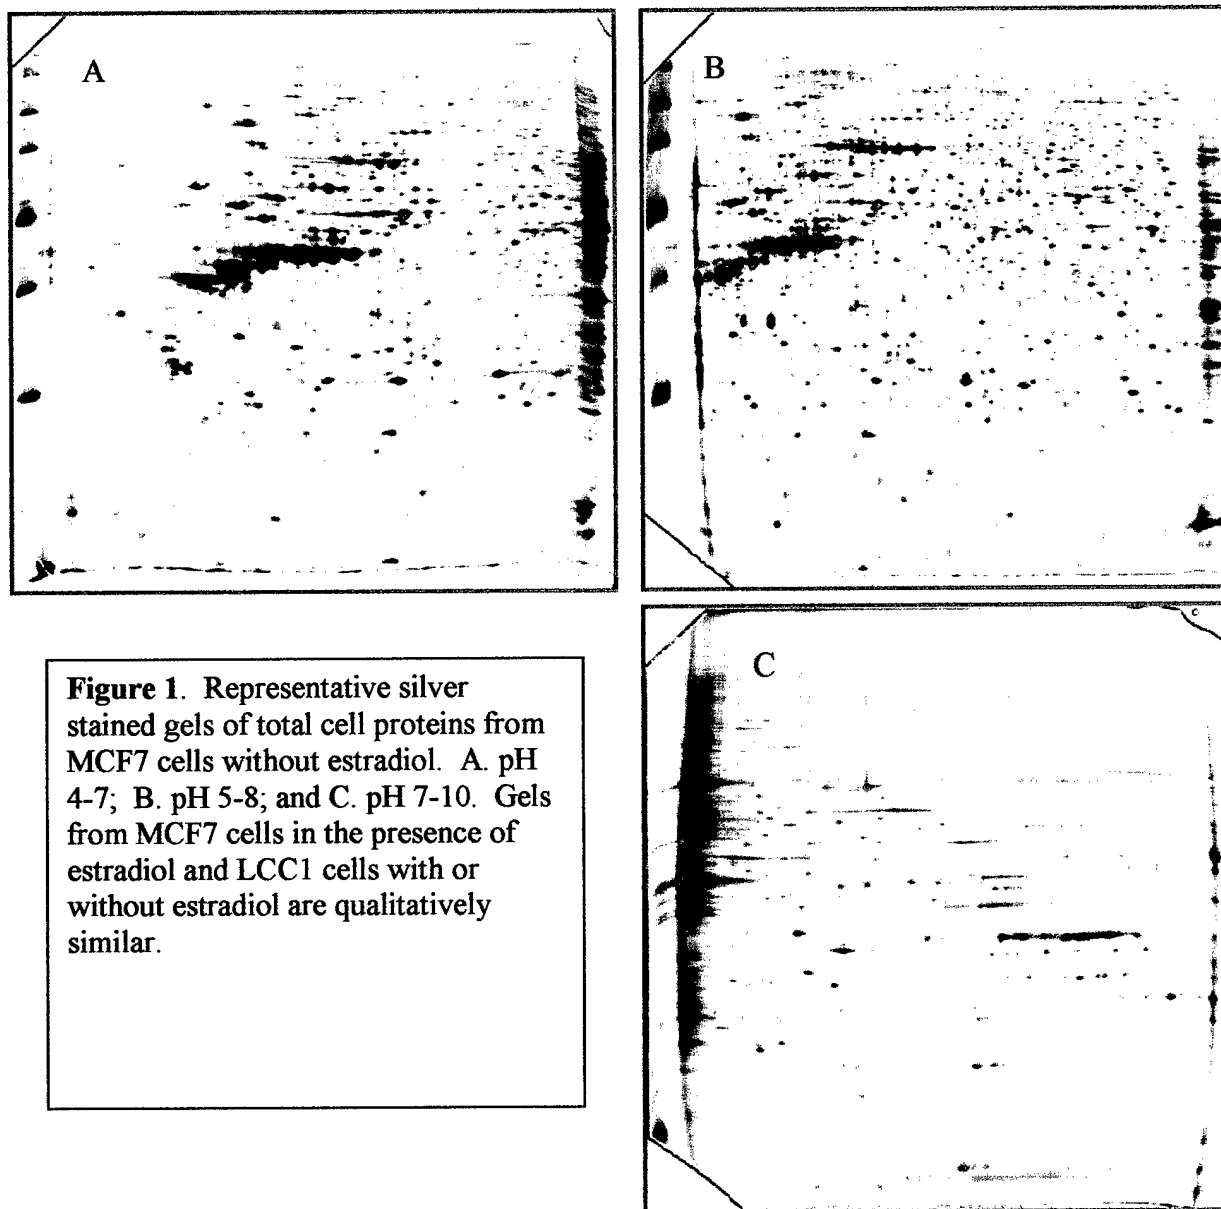 A
B
C
Figure 1. Representative silver
stained gels of total cell proteins from
MCF7 cells without estradiol. A. pH
4-7; B. pH 5-8; and C. pH 7-10. Gels
from MCF7 cells in the presence of
estradiol and LCC1 cells with or
without estradiol are qualitatively
similar.